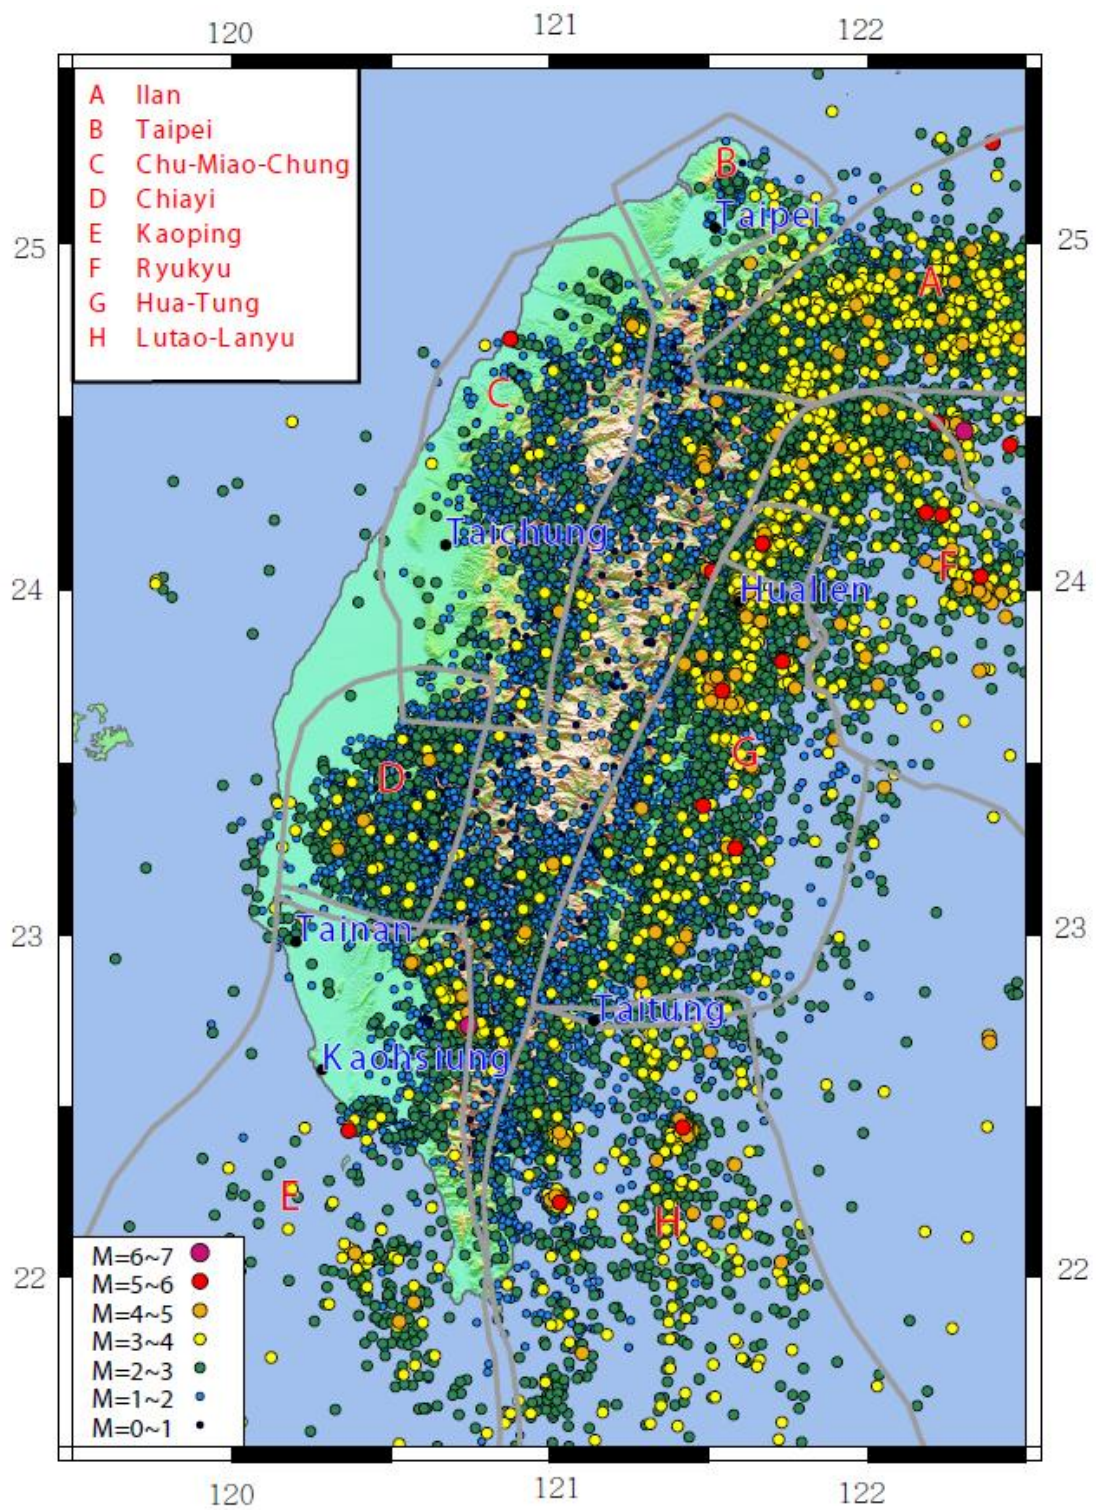 120 121 122
A Ilan
B Taipei
C Chu-Miao-Chung
D Chiayi
E Kaoping
F Ryukyu
G Hua-Tung
H Lutao-Lanyu
B
Taipei
25 25
A
C
Taichung
F
24 24
Hualien
G
D
Tainan
23 23
Taitung
Kaohsiung
E
H
M=6~7
M=5~6
22 22
M=4~5
M=3~4
M=2~3
M=1~2
M=0~1
120 121 122